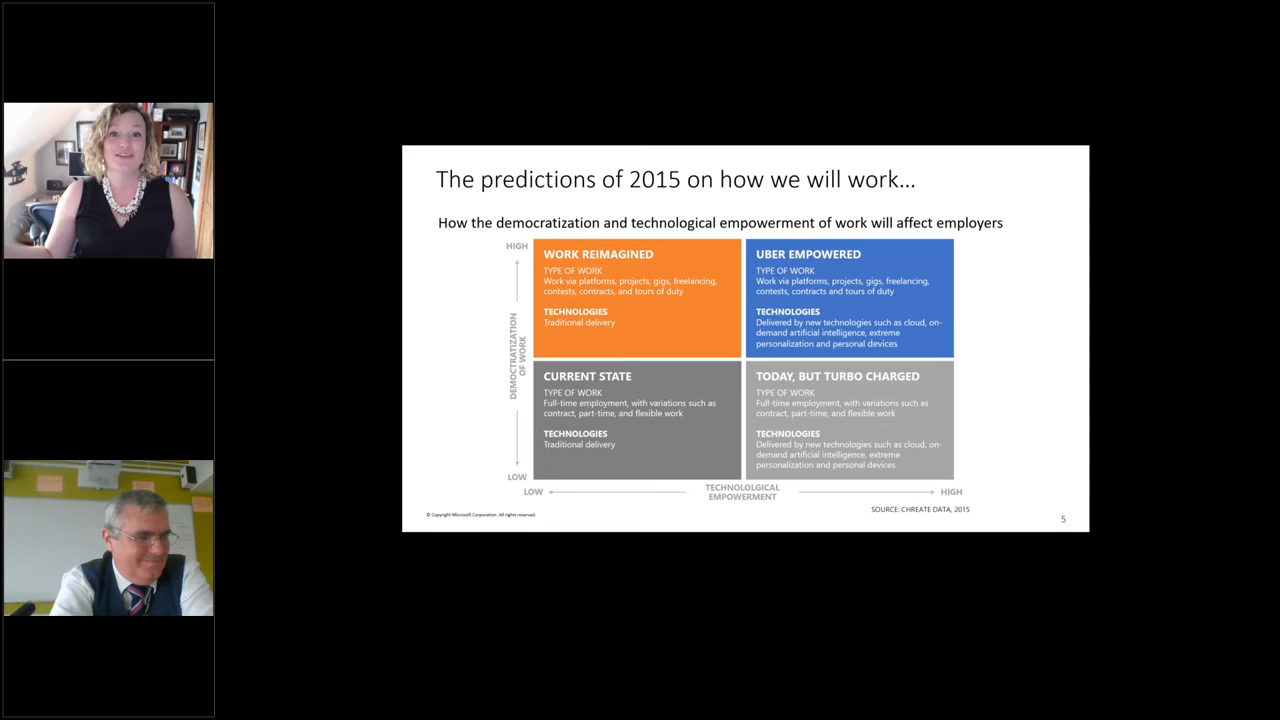 The predictions of 2015 on how we will work...
How the democratization and technological empowerment of work will affect employers
HIGH
WORK REIMAGINED
TYPE OF WORK
Work via platforms, projects, gigs, freelancing,
contests, contracts, and tours of duty
TECHNOLOGIES
Traditional delivery
UBER EMPOWERED
TYPE OF WORK
Work via platforms, projects, gigs, freelancing,
contests, contracts and tours of duty
TECHNOLOGIES
Delivered by new technologies such as cloud, on-
demand artificial intelligence, extreme
personalization and personal devices
DEMOCTRATIZATION
OF WORK
CURRENT STATE
TYPE OF WORK
Full-time employment, with variations such as
contract, part-time, and flexible work
TECHNOLOGIES
Traditional delivery
TODAY, BUT TURBO CHARGED
TYPE OF WORK
Full-time employment, with variations such as
contract, part-time, and flexible work
TECHNOLOGIES
Delivered by new technologies such as cloud, on-
demand artificial intelligence, extreme
personalization and personal devices
LOW
LOW
TECHNOLOLGICAL
EMPOWERMENT
HIGH
SOURCE: CHREATE DATA, 2015
© Copyright Microsoft Corporation. All rights reserved.
5